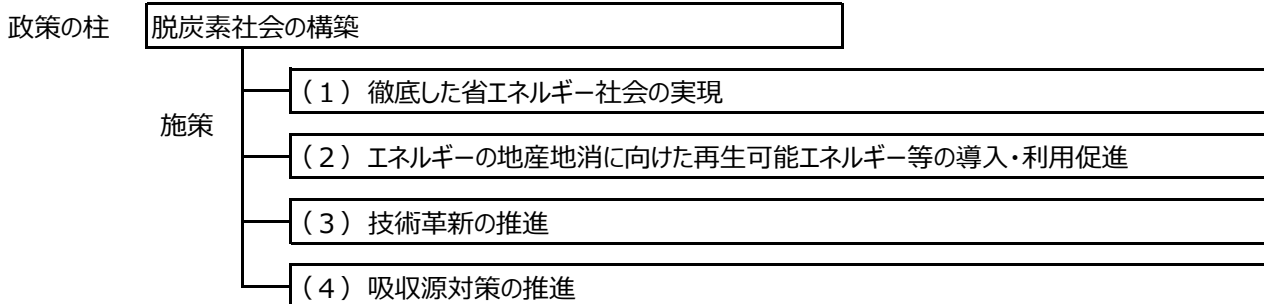 政策の柱 脱炭素社会の構築
（１）徹底した省エネルギー社会の実現
施策
（２）エネルギーの地産地消に向けた再生可能エネルギー等の導入・利用促進
（３）技術革新の推進
（４）吸収源対策の推進